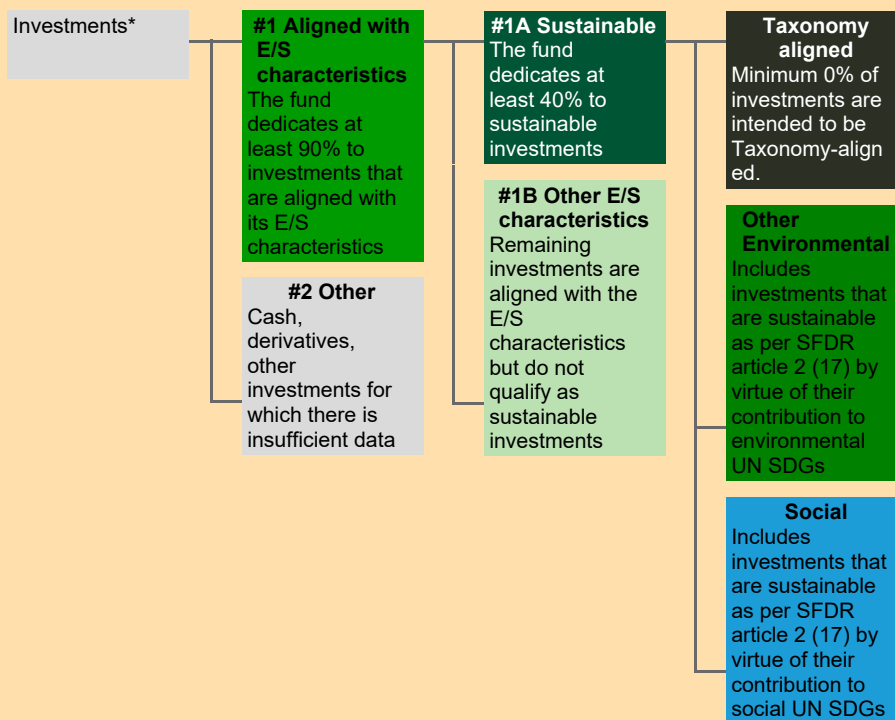 Investments*
#1 Aligned with
E/S
characteristics
The fund
dedicates at
least 90% to
investments that
are aligned with
its E/S
characteristics
#2 Other
Cash,
derivatives,
other
investments for
which there is
insufficient data
#1A Sustainable
The fund
dedicates at
least 40% to
sustainable
investments
#1B Other E/S
characteristics
Remaining
investments are
aligned with the
E/S
characteristics
but do not
qualify as
sustainable
investments
Taxonomy
aligned
Minimum 0% of
investments are
intended to be
Taxonomy-align
ed.
Other
Environmental
Includes
investments that
are sustainable
as per SFDR
article 2 (17) by
virtue of their
contribution to
environmental
UN SDGs
Social
Includes
investments that
are sustainable
as per SFDR
article 2 (17) by
virtue of their
contribution to
social UN SDGs